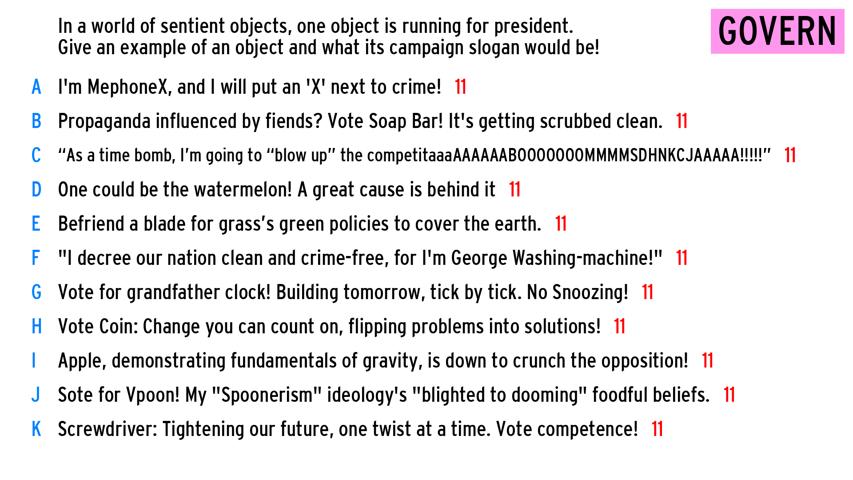 In a world of sentient objects, one object is running for president.
Give an example of an object and what its campaign slogan would be!
GOVERN
A I'm MephoneX, and I will put an 'X' next to crime! 11
B Propaganda influenced by fiends? Vote Soap Bar! It's getting scrubbed clean. 11
C “As a time bomb, I’m going to “blow up” the competitaaaAAAAAABOOOOOOOMMMMSDHNKCJAAAAA!!!!!” 11
D One could be the watermelon! A great cause is behind it 11
E Befriend a blade for grass’s green policies to cover the earth. 11
F "I decree our nation clean and crime-free, for I'm George Washing-machine!" 11
G Vote for grandfather clock! Building tomorrow, tick by tick. No Snoozing! 11
H Vote Coin: Change you can count on, flipping problems into solutions! 11
I Apple, demonstrating fundamentals of gravity, is down to crunch the opposition! 11
J Sote for Vpoon! My "Spoonerism" ideology's "blighted to dooming" foodful beliefs. 11
K Screwdriver: Tightening our future, one twist at a time. Vote competence! 11